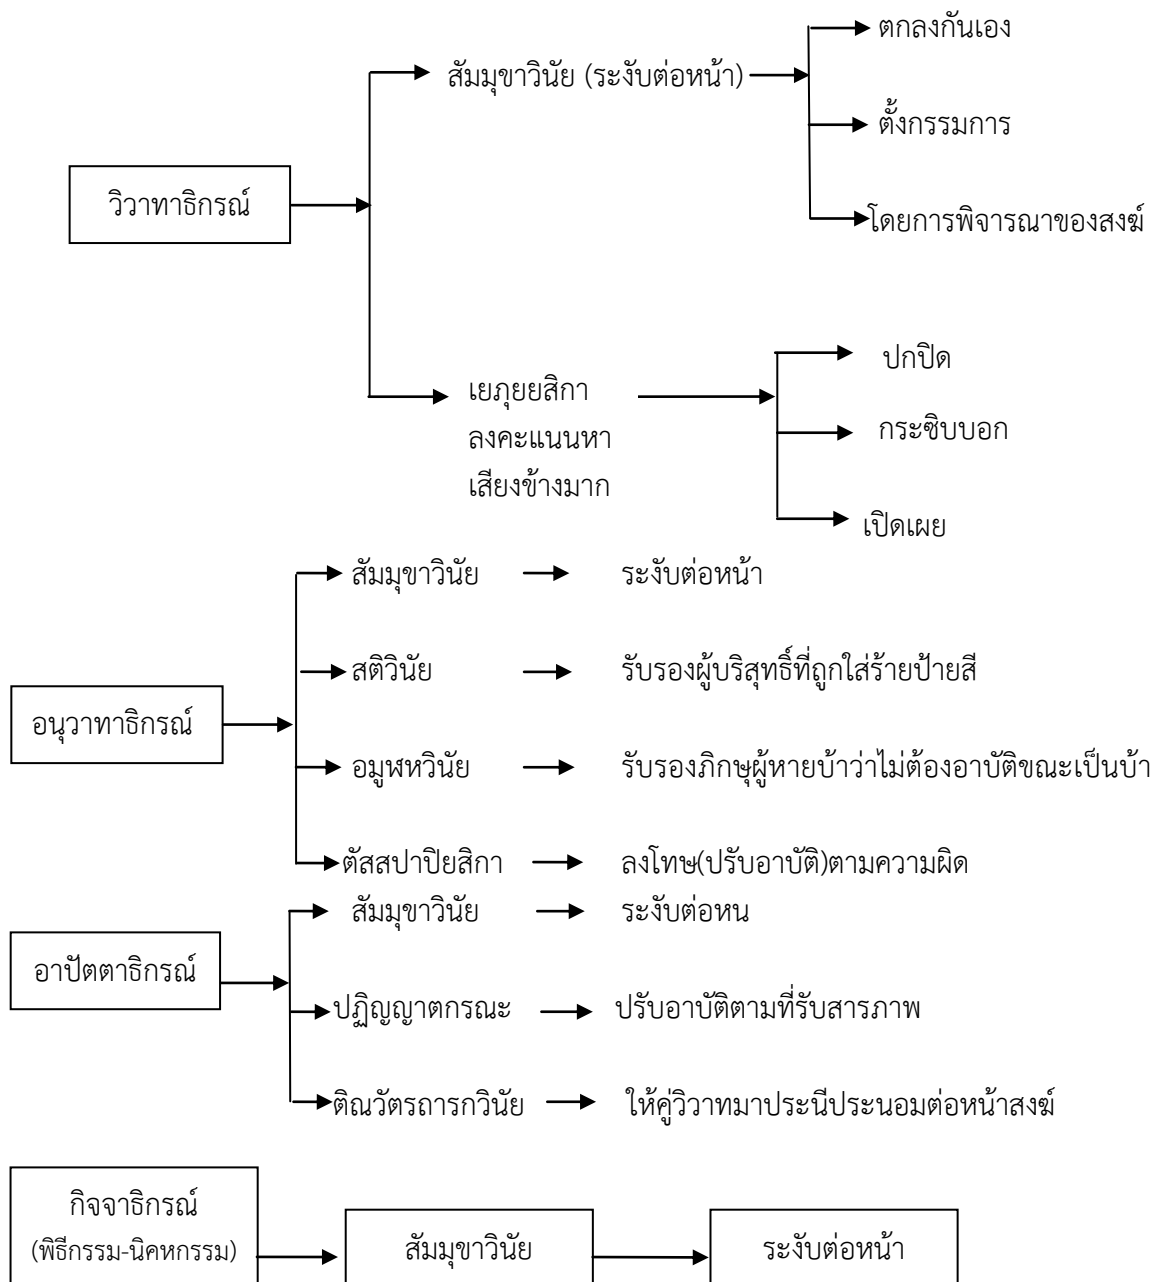 ตกลงกันเอง
สัมมุขาวินัย (ระงับต่อหน้า)
ตั้งกรรมการ
วิวาทาธิกรณ์
โดยการพิจารณาของสงฆ์
ปกปิด
เยภุยยสิกา
ลงคะแนนหา
เสียงข้างมาก
กระซิบบอก
เปิดเผย
สัมมุขาวินัย ระงับต่อหน้า
สติวินัย รับรองผู้บริสุทธิ์ที่ถูกใส่ร้ายป้ายสี
อนุวาทาธิกรณ์
อมูฬหวินัย รับรองภิกษุผู้หายบ้าว่าไม่ต้องอาบัติขณะเป็นบ้า
ตัสสปาปิยสิกา ลงโทษ(ปรับอาบัติ)ตามความผิด
สัมมุขาวินัย ระงับต่อหน
อาปัตตาธิกรณ์
ปฏิญญาตกรณะ ปรับอาบัติตามที่รับสารภาพ
ติณวัตรถารกวินัย ให้คู่วิวาทมาประนีประนอมต่อหน้าสงฆ์
กิจจาธิกรณ์
(พิธีกรรม-นิคหกรรม)
สัมมุขาวินัย
ระงับต่อหน้า